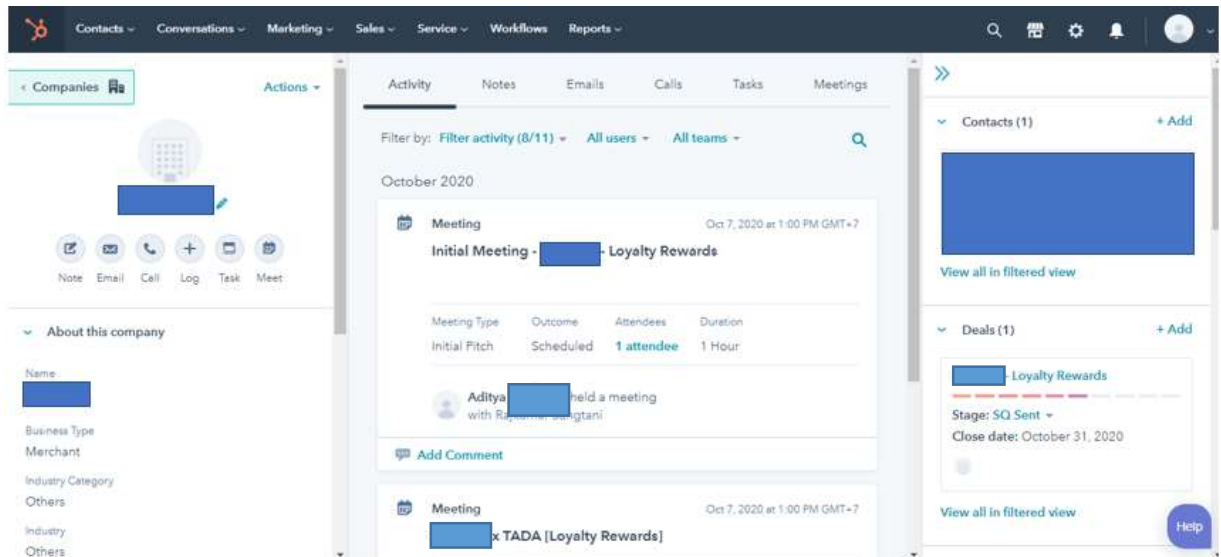 Contacts Conversations Marketing Sales Service Workflows Reports
Companies
Actions
Note Email Call Log Task Meet
About this company
Name
Business Type
Merchant
Industry Category
Others
Industry
Others
Activity Notes Emails Calls Tasks Meetings
Filter by: Filter activity (8/11) All users All teams
October 2020
Meeting Oct 7, 2020 at 1:00 PM GMT+7
Initial Meeting - - Loyalty Rewards
Meeting Type Outcome Attendees Duration
Initial Pitch Scheduled 1 attendee 1 Hour
Aditya held a meeting
with
Add Comment
Meeting Oct 7, 2020 at 1:00 PM GMT+7
x TADA [Loyalty Rewards]
Contacts (1) + Add
View all in filtered view
Deals (1) + Add
- Loyalty Rewards
Stage: SQ Sent
Close date: October 31, 2020
View all in filtered view
Help